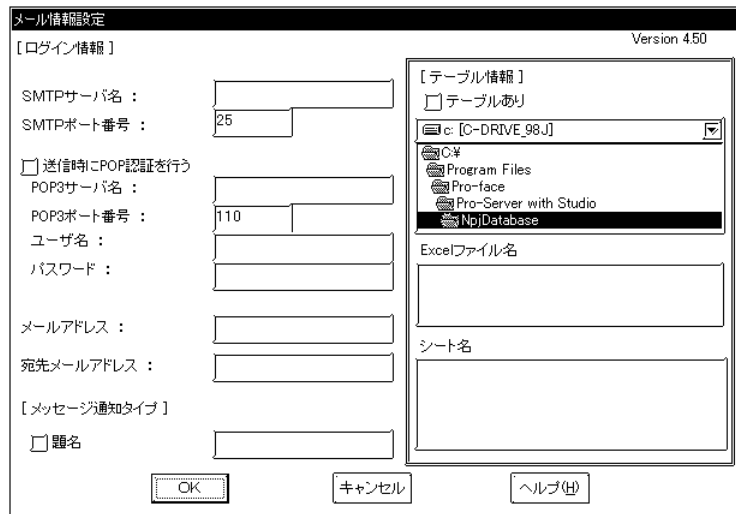 メール情報設定
Version 4.50
[ログイン情報]
SMTPサーバ名：
SMTPポート番号： 25
送信時にPOP認証を行う
POP3サーバ名：
POP3ポート番号： 110
ユーザ名：
パスワード：
メールアドレス：
宛先メールアドレス：
[メッセージ通知タイプ]
題名
[テーブル情報]
テーブルあり
c: [C-DRIVE_98J]
C:¥
Program Files
Pro-face
Pro-Server with Studio
NpjDatabase
Excelファイル名
シート名
OK
キャンセル
ヘルプ(H)